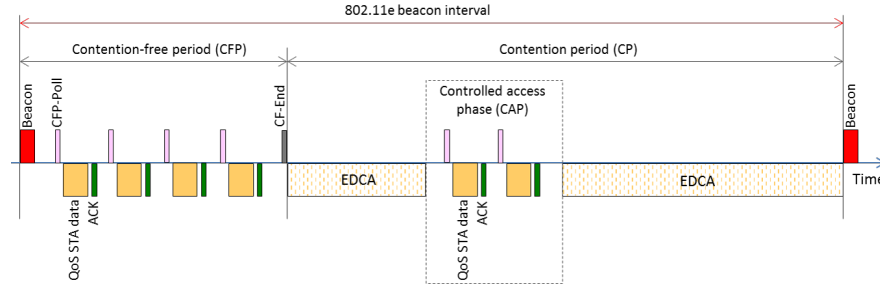 802.11e beacon interval
Contention-free period (CFP)
Contention period (CP)
Beacon
CFP-Poll
CF-End
Controlled access
phase (CAP)
Beacon
EDCA
EDCA
Time
QoS STA data
ACK
QoS STA data
ACK